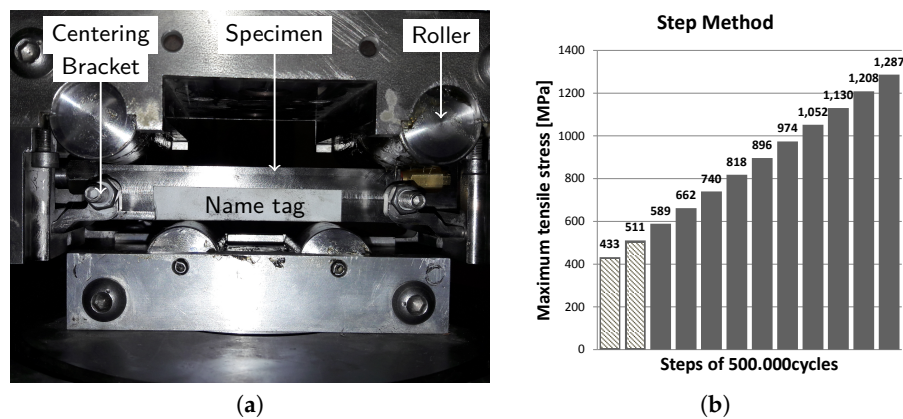 Centering
Bracket
Specimen
Roller
Name tag
(a)
Step Method
Maximum tensile stress [MPa]
1400
1200
1000
800
600
400
200
0
433
511
589
662
740
818
896
974
1,052
1,130
1,208
1,287
Steps of 500.000cycles
(b)